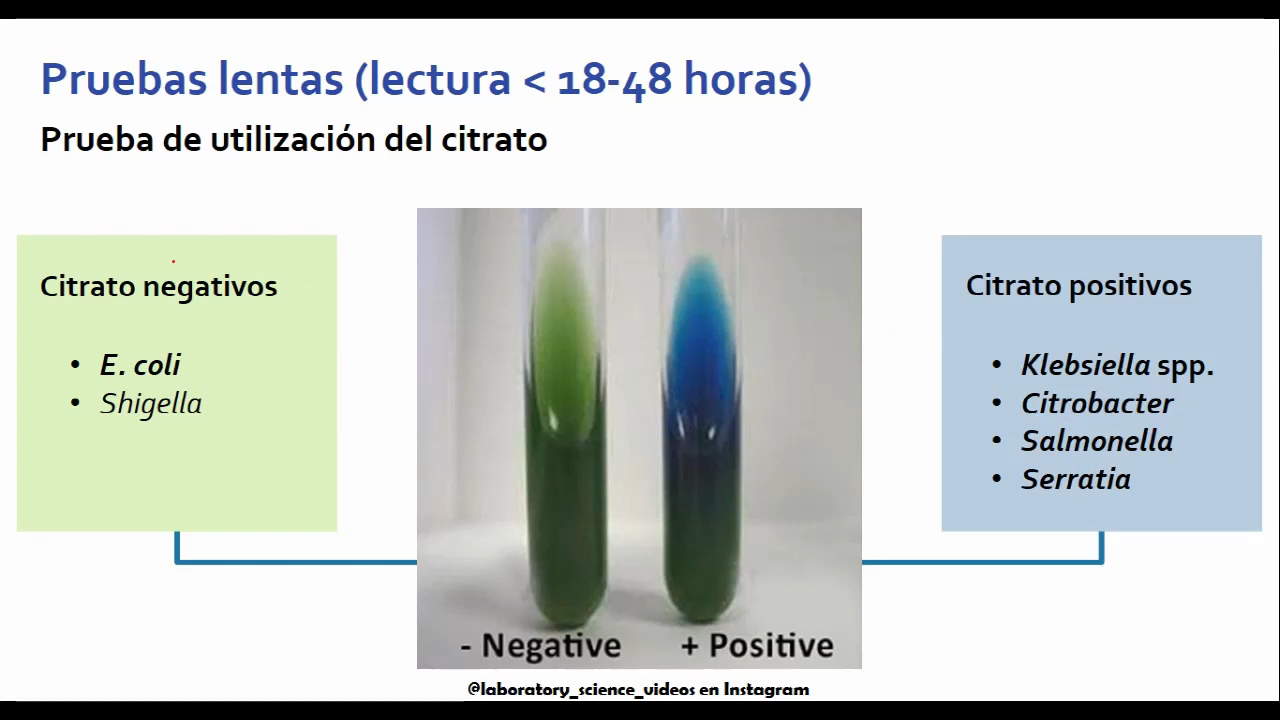 Pruebas lentas (lectura < 18-48 horas)
Prueba de utilización del citrato
Citrato negativos
• E. coli
• Shigella
- Negative + Positive
Citrato positivos
• Klebsiella spp.
• Citrobacter
• Salmonella
• Serratia
@laboratory_science_videos en Instagram